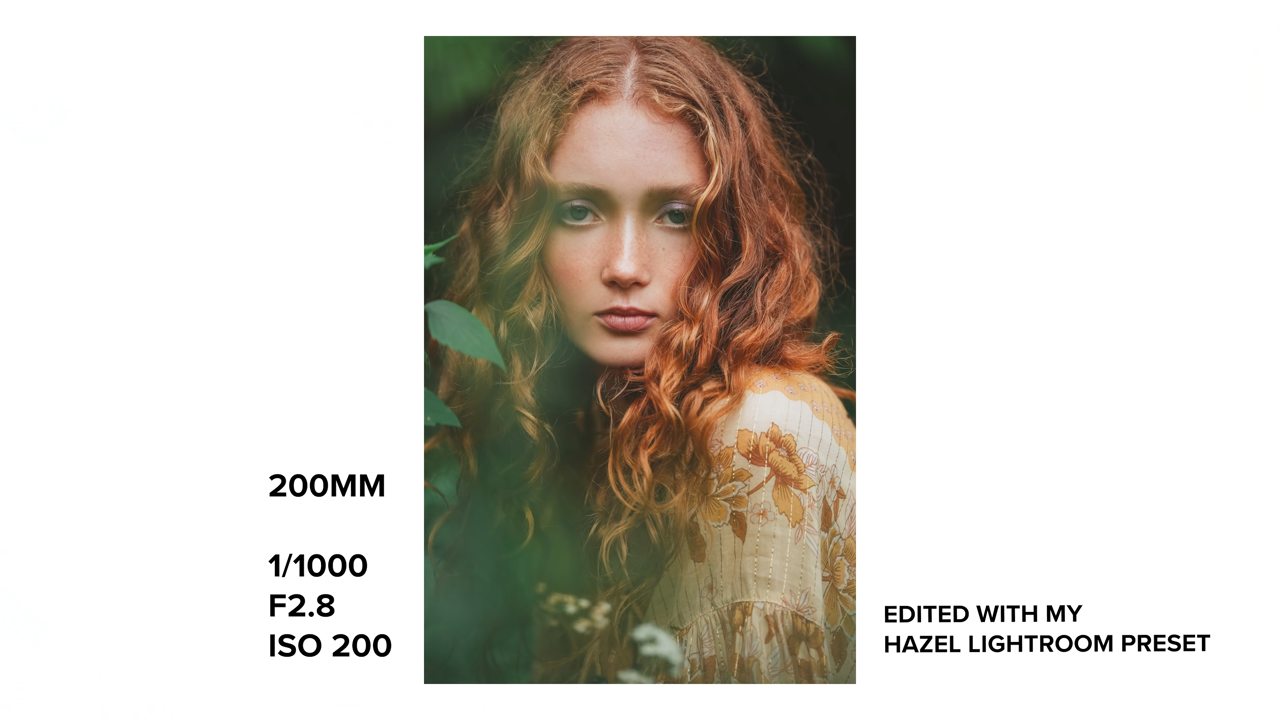 200MM
1/1000
F2.8
ISO 200
EDITED WITH MY
HAZEL LIGHTROOM PRESET